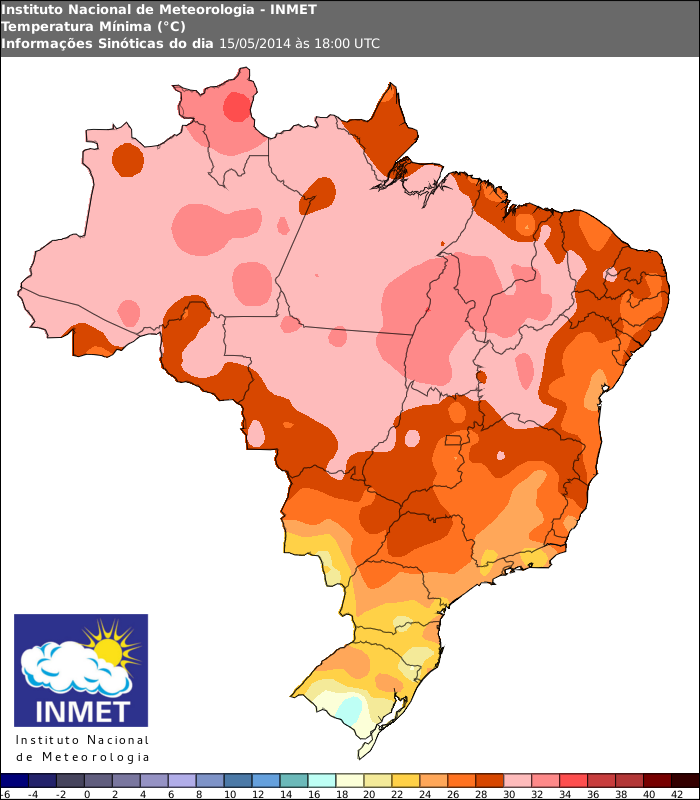 Instituto Nacional de Meteorologia - INMET
Temperatura Mínima (°C)
Informações Sinóticas do dia 15/05/2014 às 18:00 UTC
INMET
Instituto Nacional
de Meteorologia
-6 -4 -2 0 2 4 6 8 10 12 14 16 18 20 22 24 26 28 30 32 34 36 38 40 42